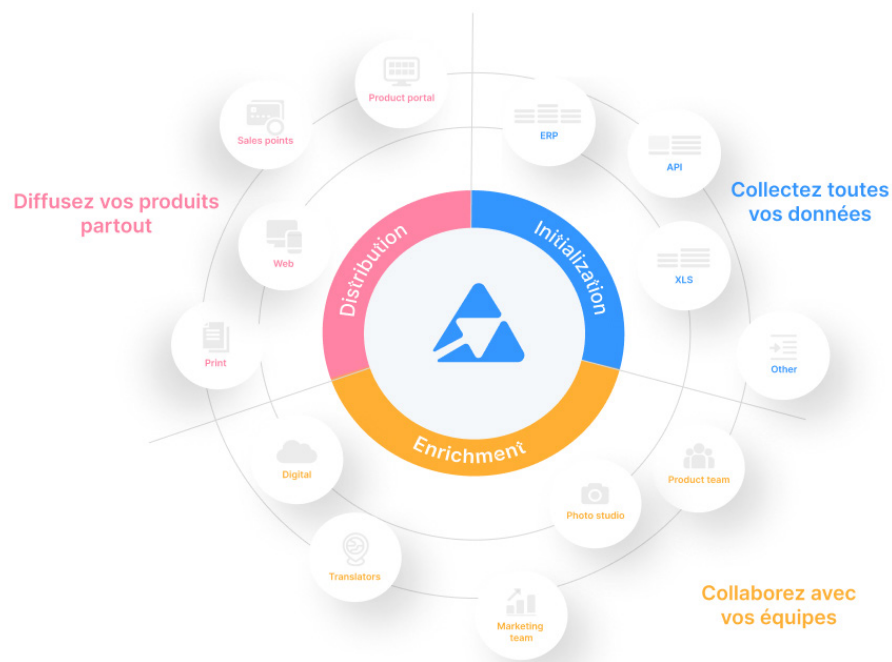 Product portal
Sales points
ERP
API
Diffusez vos produits
partout
Collectez toutes
vos données
Distribution
Initialization
Web
XLS
Print
Other
Enrichment
Digital
Product team
Photo studio
Translators
Marketing
team
Collaborez avec
vos équipes